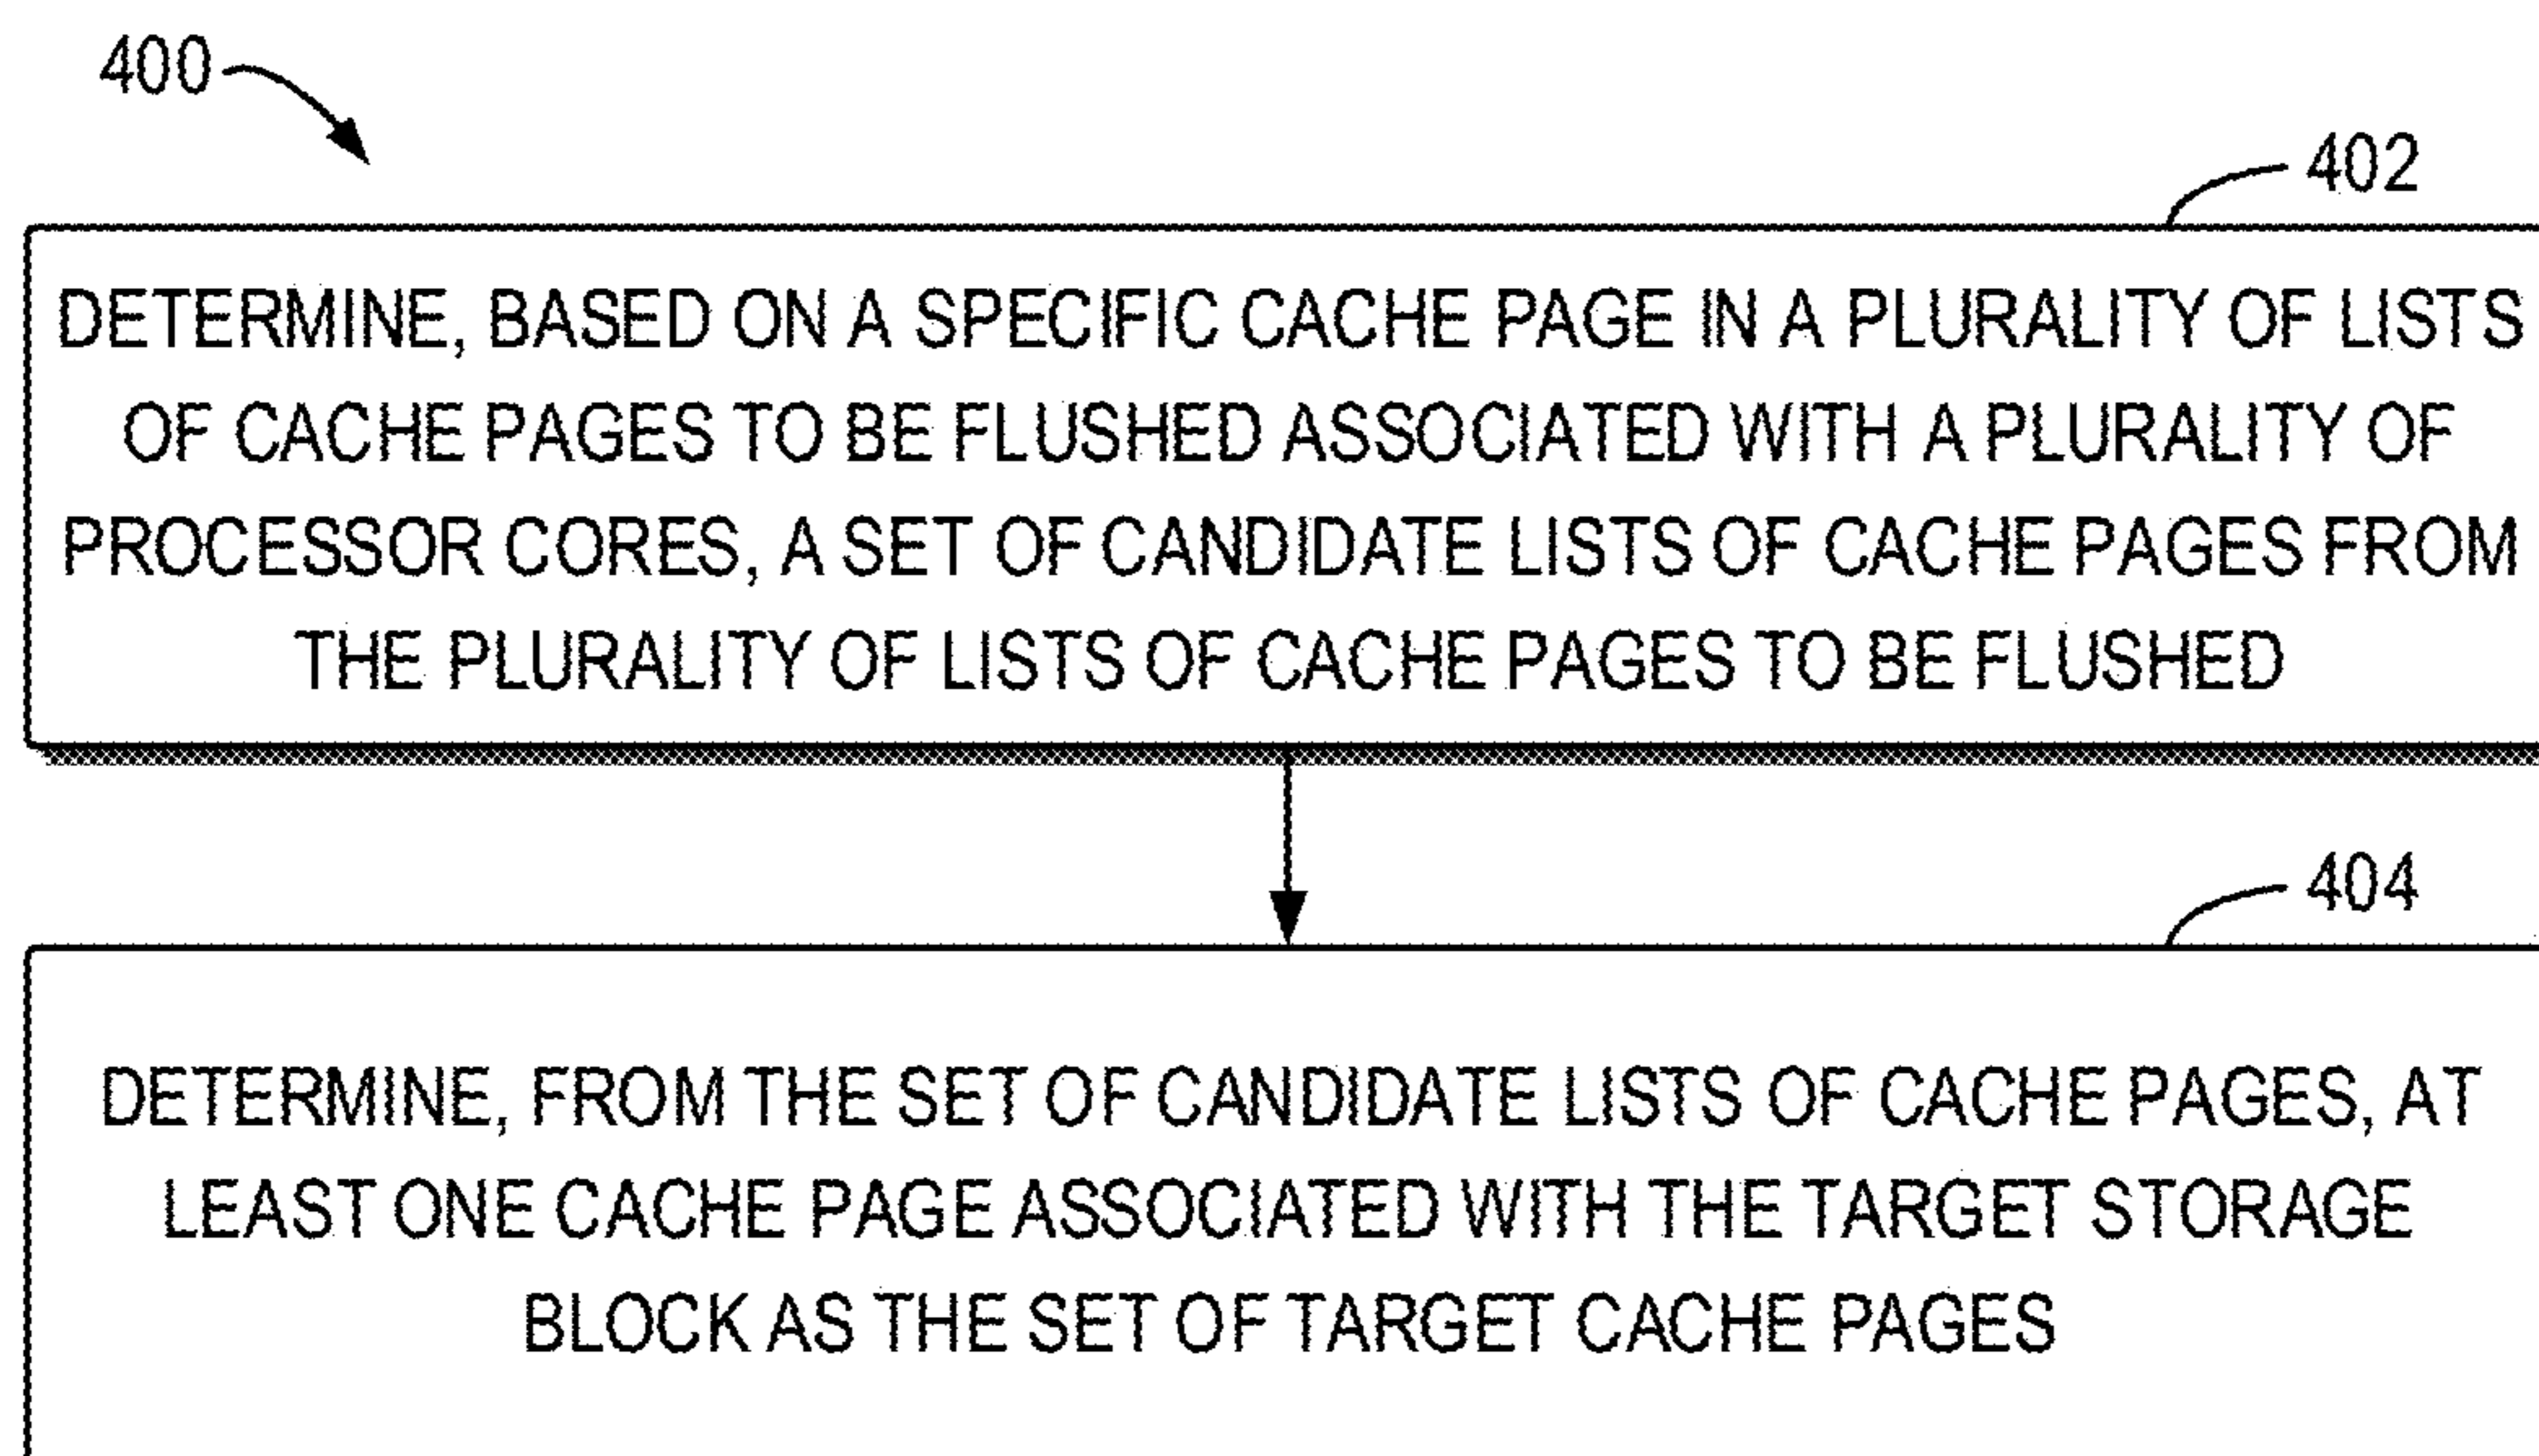 400
402
DETERMINE, BASED ON A SPECIFIC CACHE PAGE IN A PLURALITY OF LISTS
OF CACHE PAGES TO BE FLUSHED ASSOCIATED WITH A PLURALITY OF
PROCESSOR CORES, A SET OF CANDIDATE LISTS OF CACHE PAGES FROM
THE PLURALITY OF LISTS OF CACHE PAGES TO BE FLUSHED
404
DETERMINE, FROM THE SET OF CANDIDATE LISTS OF CACHE PAGES, AT
LEAST ONE CACHE PAGE ASSOCIATED WITH THE TARGET STORAGE
BLOCK AS THE SET OF TARGET CACHE PAGES